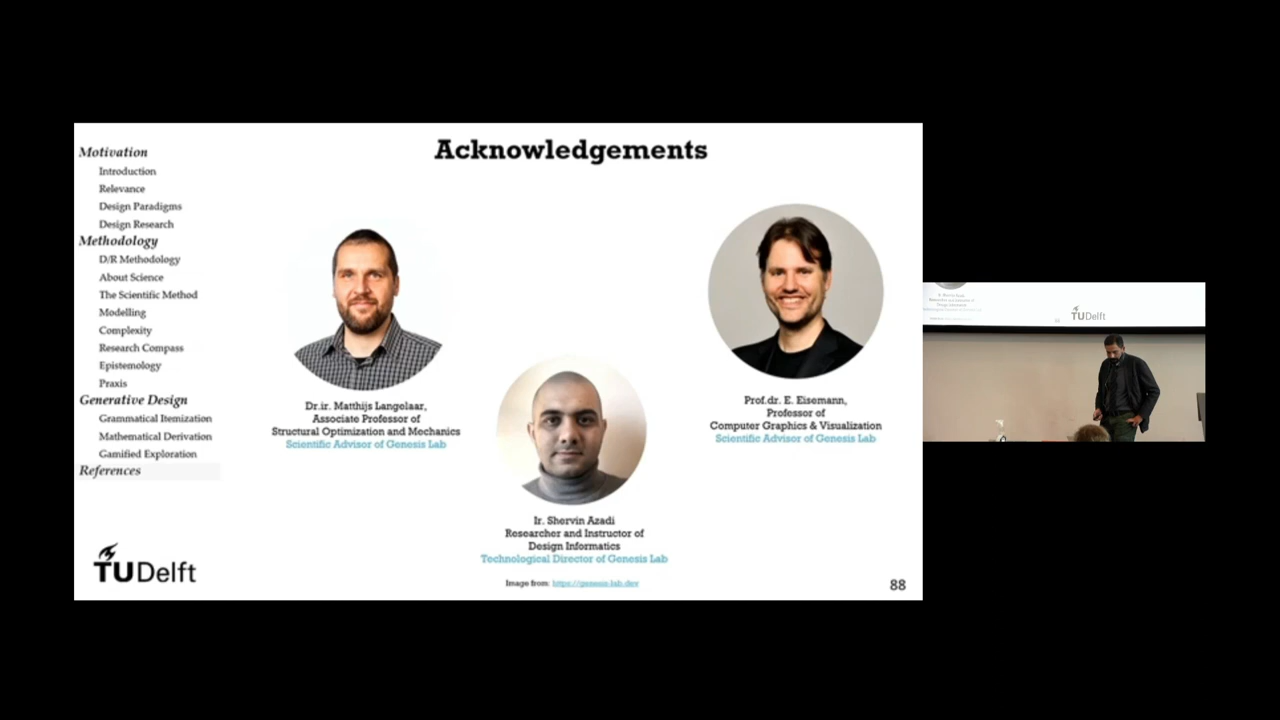 Acknowledgements
Motivation
Introduction
Relevance
Design Paradigms
Design Research
Methodology
D/R Methodology
About Science
The Scientific Method
Modelling
Complexity
Research Compass
Epistemology
Praxis
Generative Design
Grammatical Itemization
Mathematical Derivation
Gamified Exploration
References
Dr.ir. Matthijs Langelaar,
Associate Professor of
Structural Optimization and Mechanics
Scientific Advisor of Genesis Lab
Prof.dr. E. Eisemann,
Professor of
Computer Graphics & Visualization
Scientific Advisor of Genesis Lab
Ir. Shervin Azadi
Researcher and Instructor of
Design Informatics
Technological Director of Genesis Lab
Image from: https://genesis-lab.dev
TUDelft
88
TUDelft